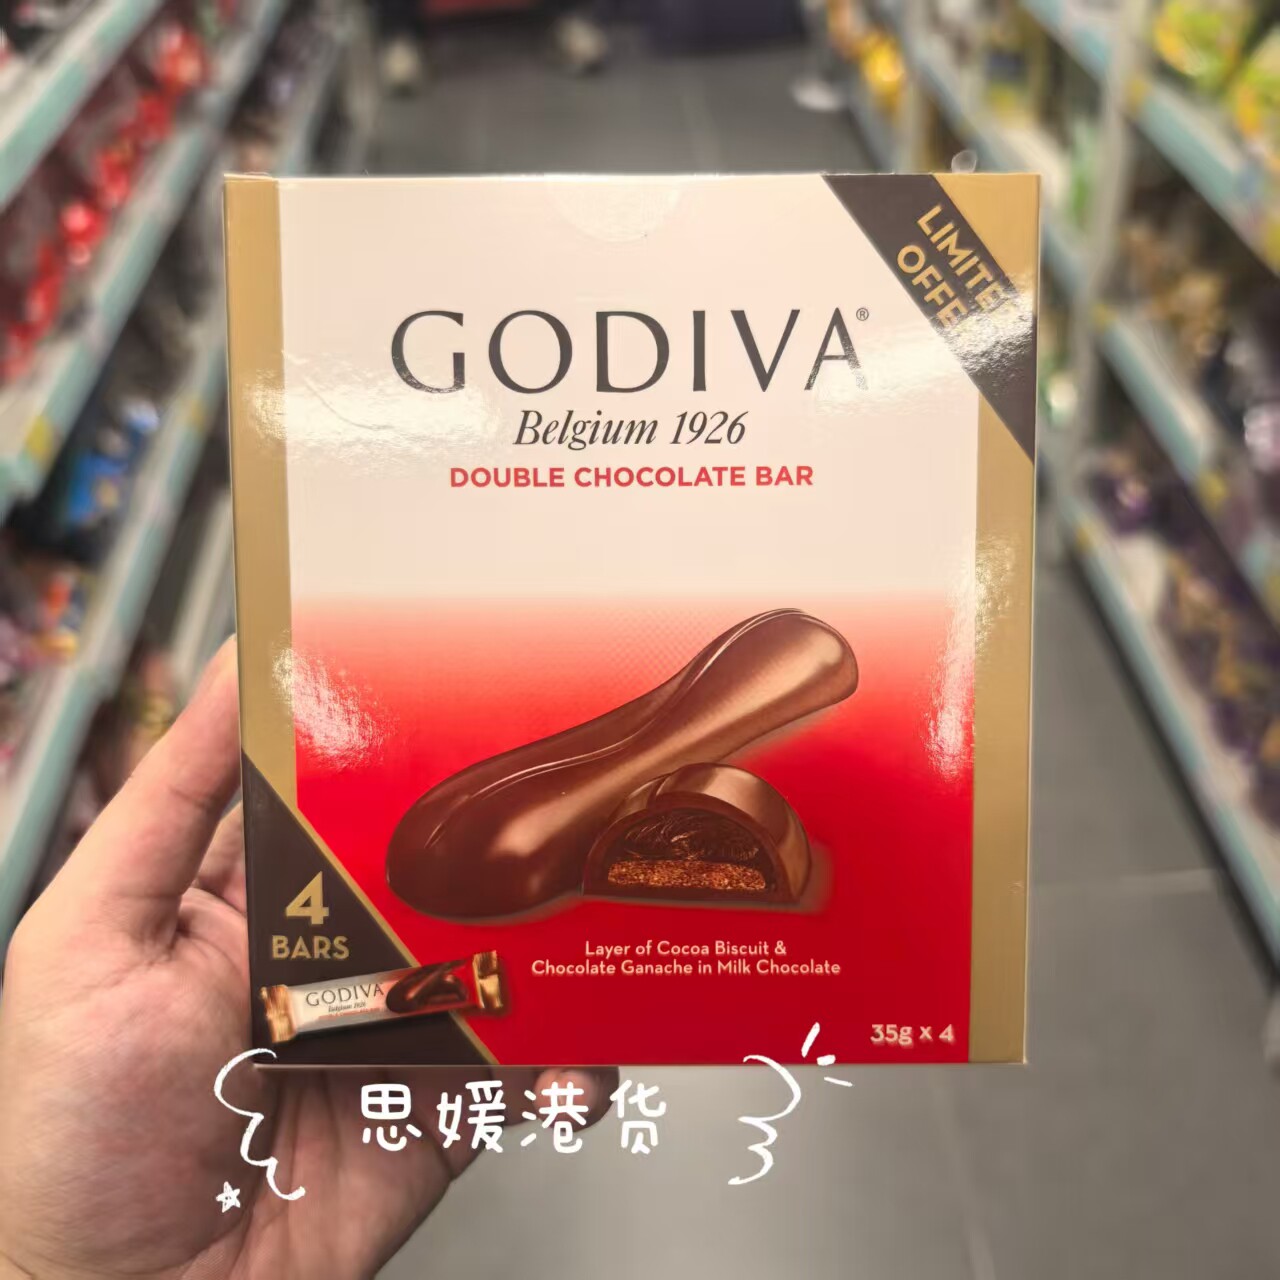 LIMITED
OFFER
GODIVA®
Belgium 1926
DOUBLE CHOCOLATE BAR
4
BARS
GODIVA
Belgium 1926
Layer of Cocoa Biscuit &
Chocolate Ganache in Milk Chocolate
35g x 4
思媛港货